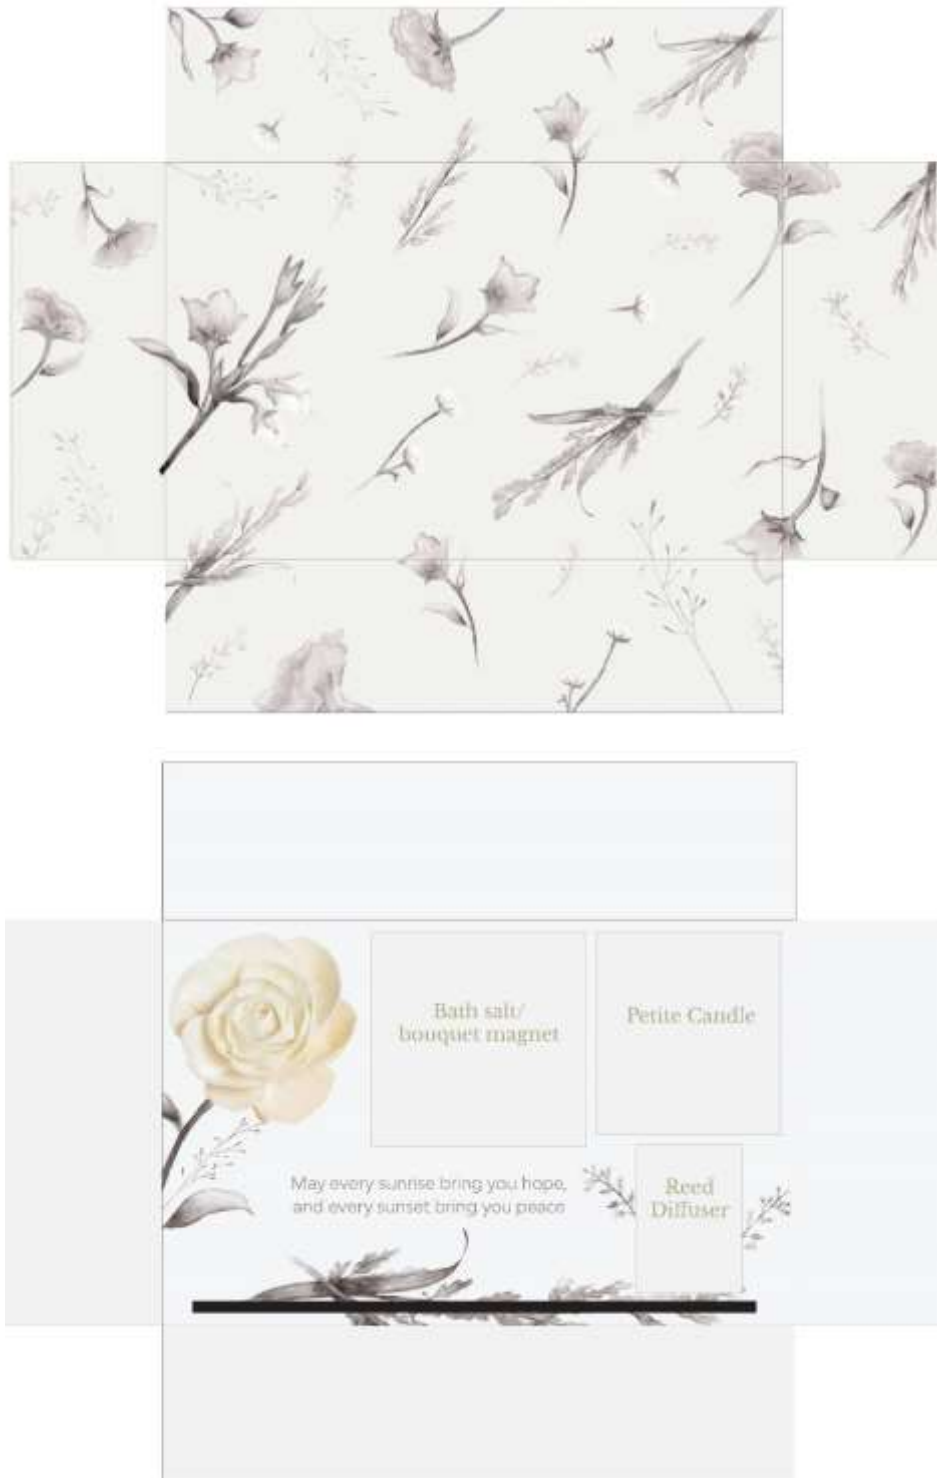 Bath salt/
bouquet magnet
Petite Candle
May every sunrise bring you hope,
and every sunset bring you peace
Reed
Diffuser